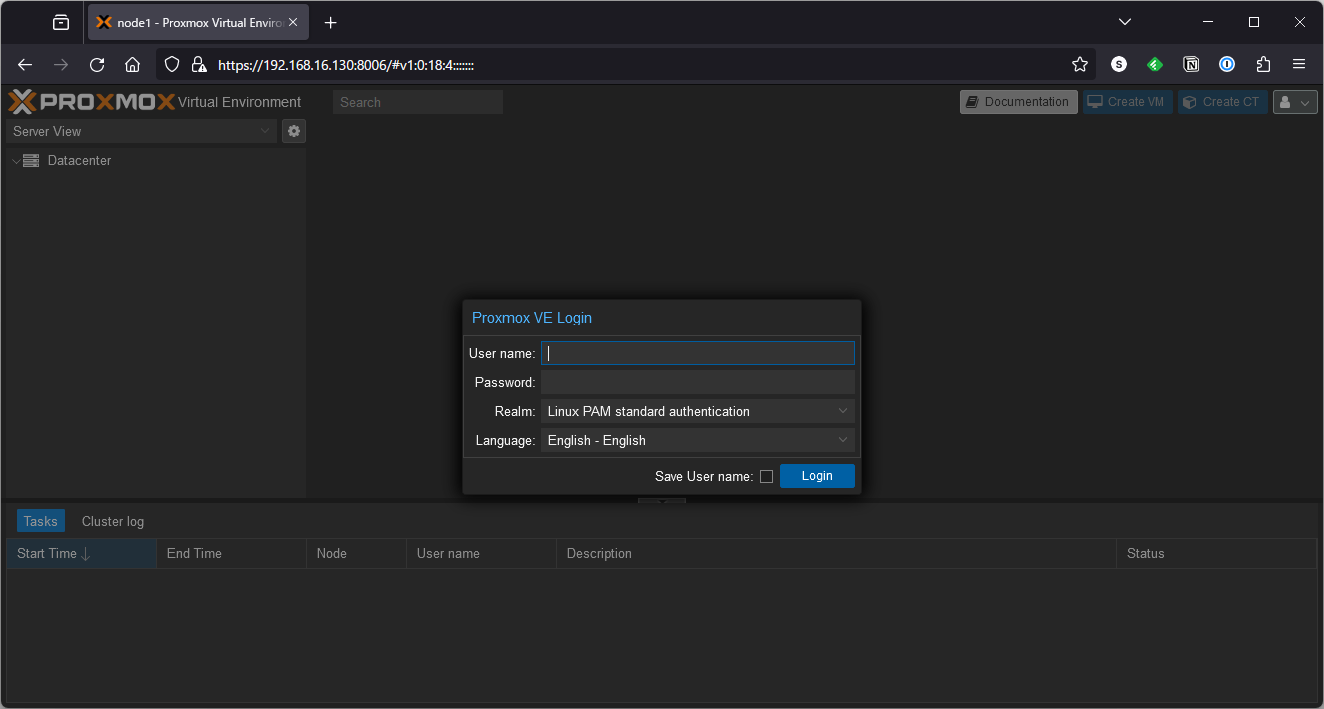 node1 - Proxmox Virtual Enviro
https://192.168.16.130:8006/#v1:0:18:4:::::::
S
N
PROXMOX Virtual Environment
Search
Documentation
Create VM
Create CT
Server View
Datacenter
Proxmox VE Login
User name:
Password:
Realm: Linux PAM standard authentication
Language: English - English
Save User name: Login
Tasks Cluster log
Start Time End Time Node User name Description Status